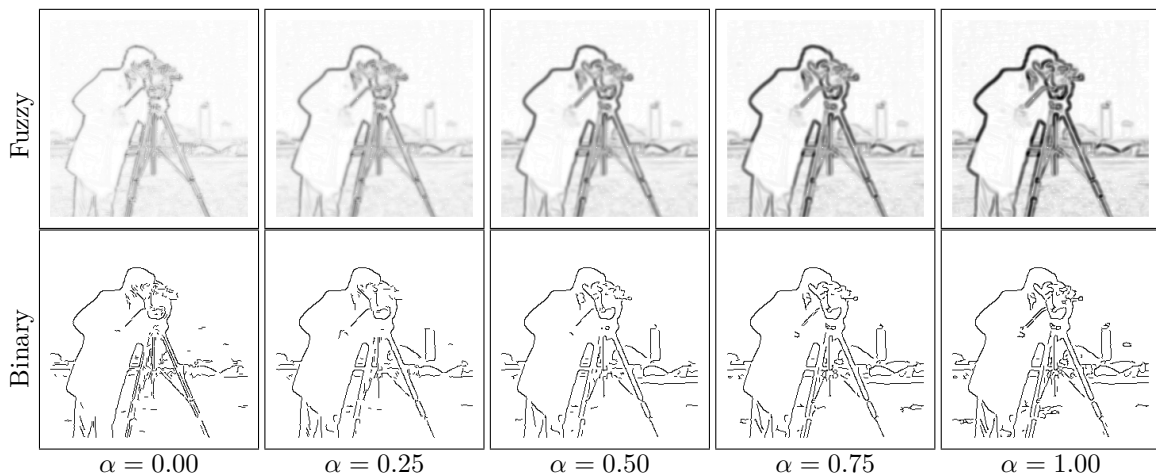 Fuzzy
Binary
α = 0.00
α = 0.25
α = 0.50
α = 0.75
α = 1.00